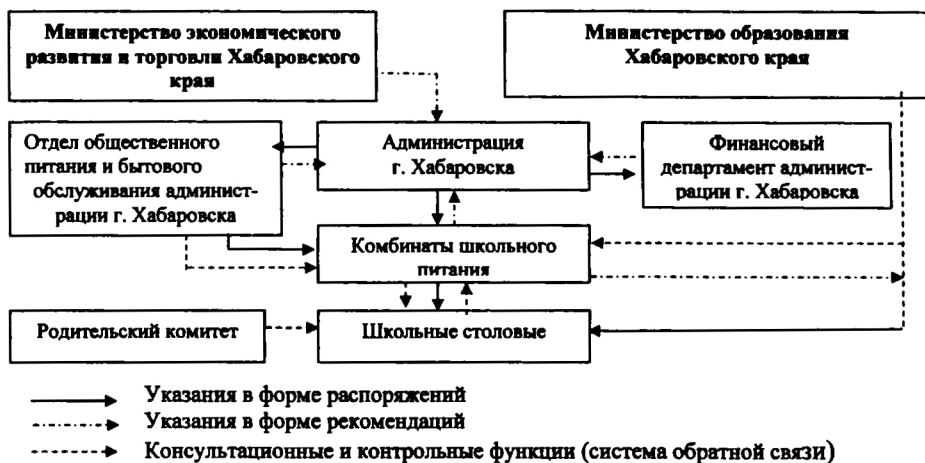 Министерство экономического
развития и торговли Хабаровского
края
Министерство образования
Хабаровского края
Отдел общественного
питания и бытового
обслуживания админист-
рации г. Хабаровска
Администрация
г. Хабаровска
Финансовый
департамент админист-
рации г. Хабаровска
Комбинаты школьного
питания
Родительский комитет
Школьные столовые
Указания в форме распоряжений
Указания в форме рекомендаций
Консультационные и контрольные функции (система обратной связи)